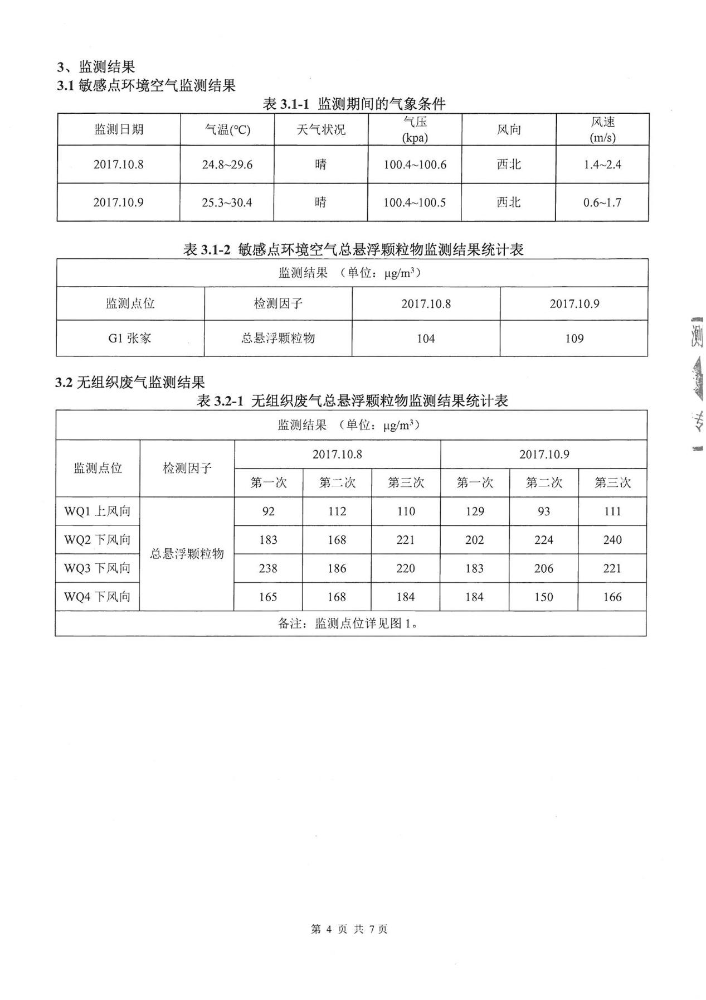 3、监测结果
3.1 敏感点环境空气监测结果
表 3.1-1 监测期间的气象条件
监测日期 气温(℃) 天气状况 气压(kpa) 风向 风速(m/s)
2017.10.8 24.8~29.6 晴 100.4~100.6 西北 1.4~2.4
2017.10.9 25.3~30.4 晴 100.4~100.5 西北 0.6~1.7
表 3.1-2 敏感点环境空气总悬浮颗粒物监测结果统计表
监测结果 （单位：μg/m³）
监测点位 检测因子 2017.10.8 2017.10.9
G1 张家 总悬浮颗粒物 104 109
3.2 无组织废气监测结果
表 3.2-1 无组织废气总悬浮颗粒物监测结果统计表
监测结果 （单位：μg/m³）
监测点位 检测因子 2017.10.8 2017.10.9
第一次 第二次 第三次 第一次 第二次 第三次
WQ1 上风向 92 112 110 129 93 111
WQ2 下风向 183 168 221 202 224 240
总悬浮颗粒物
WQ3 下风向 238 186 220 183 206 221
WQ4 下风向 165 168 184 184 150 166
备注：监测点位详见图 1。
第 4 页 共 7 页
测
专